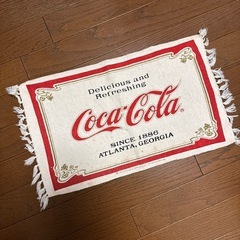 Delicious and
Refreshing
Coca-Cola
SINCE 1886
ATLANTA, GEORGIA